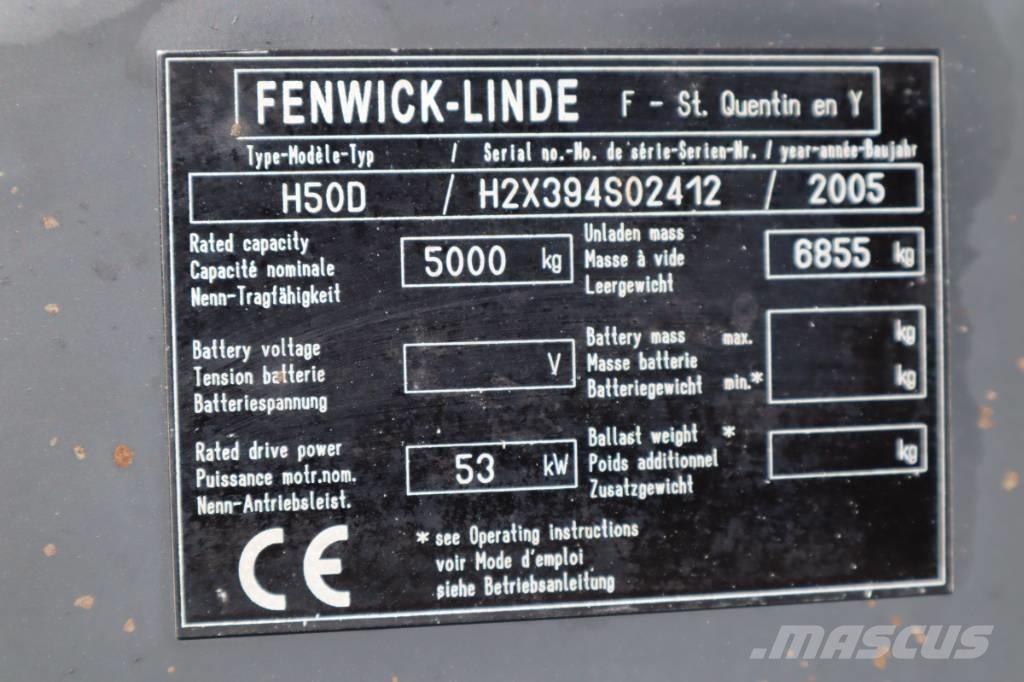 FENWICK-LINDE F - St. Quentin en Y
Type-Modèle-Typ / Serial no.-No. de série-Serien-Nr. / year-année-Baujahr
H50D / H2X394S02412 / 2005
Rated capacity
Capacité nominale
Nenn-Tragfähigkeit
5000 kg
Unladen mass
Masse à vide
Leergewicht
6855 kg
Battery voltage
Tension batterie
Batteriespannung
V
Battery mass max. kg
Masse batterie
Batteriegewicht min.* kg
Rated drive power
Puissance motr.nom.
Nenn-Antriebsleist.
53 kW
Ballast weight *
Poids additionnel
Zusatzgewicht
kg
CE
* see Operating instructions
voir Mode d'emploi
siehe Betriebsanleitung
MASCUS